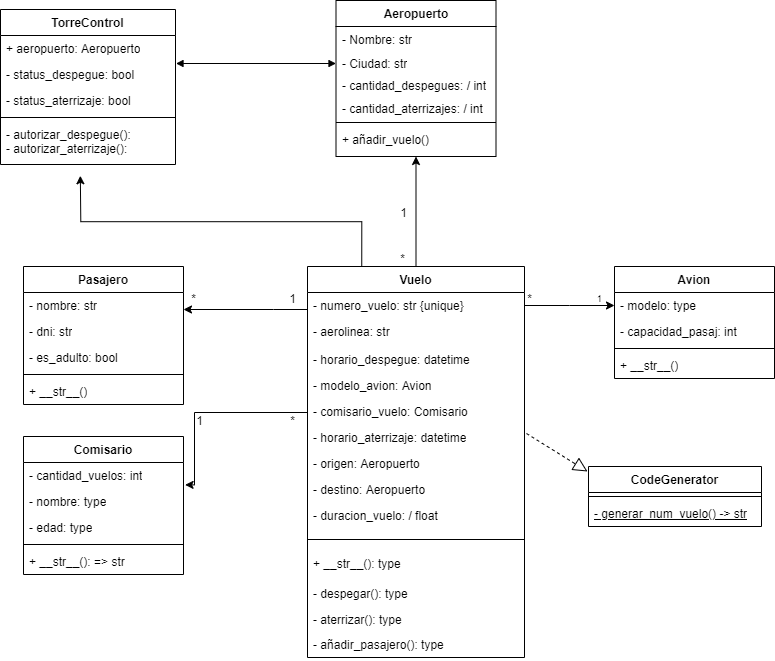 TorreControl
+ aeropuerto: Aeropuerto
- status_despegue: bool
- status_aterrizaje: bool
- autorizar_despegue():
- autorizar_aterrizaje():
Aeropuerto
- Nombre: str
- Ciudad: str
- cantidad_despegues: / int
- cantidad_aterrizajes: / int
+ añadir_vuelo()
1
*
Pasajero
- nombre: str
- dni: str
- es_adulto: bool
+ __str__()
*
1
Vuelo
- numero_vuelo: str {unique}
- aerolinea: str
- horario_despegue: datetime
- modelo_avion: Avion
- comisario_vuelo: Comisario
- horario_aterrizaje: datetime
- origen: Aeropuerto
- destino: Aeropuerto
- duracion_vuelo: / float
+ __str__(): type
- despegar(): type
- aterrizar(): type
- añadir_pasajero(): type
*
1
Avion
- modelo: type
- capacidad_pasaj: int
+ __str__()
1
*
Comisario
- cantidad_vuelos: int
- nombre: type
- edad: type
+ __str__(): => str
CodeGenerator
- generar_num_vuelo() -> str